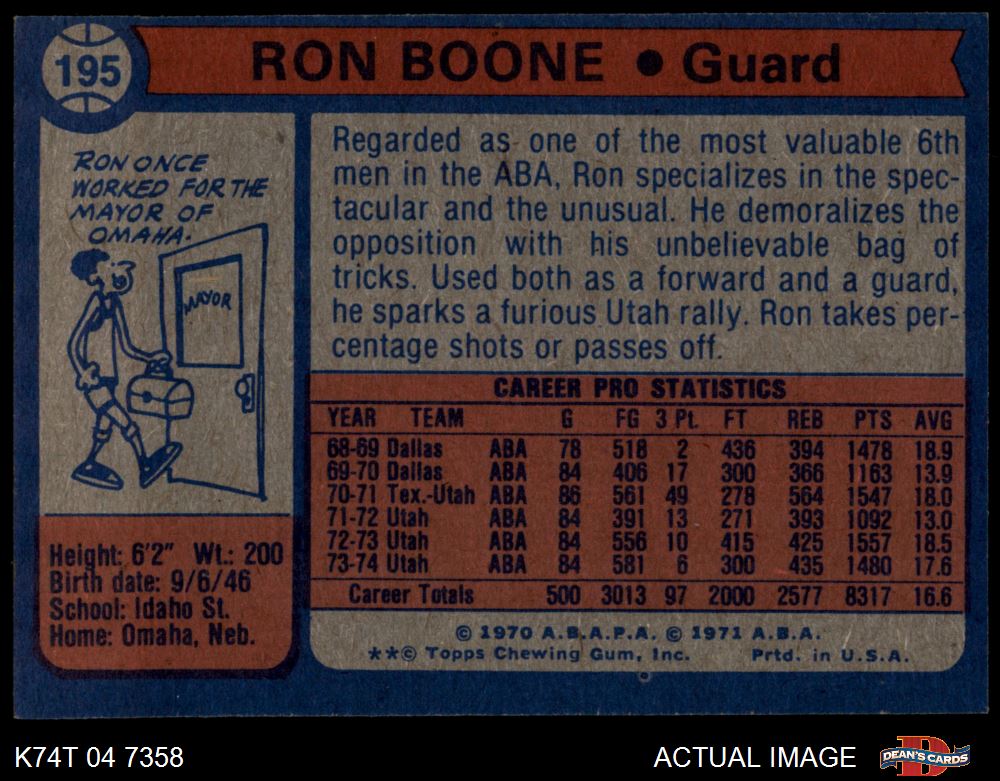 195
RON BOONE • Guard
RON ONCE
WORKED FOR THE
MAYOR OF
OMAHA.
MAYOR
Height: 6'2" Wt.: 200
Birth date: 9/6/46
School: Idaho St.
Home: Omaha, Neb.
Regarded as one of the most valuable 6th
men in the ABA, Ron specializes in the spec-
tacular and the unusual. He demoralizes the
opposition with his unbelievable bag of
tricks. Used both as a forward and a guard,
he sparks a furious Utah rally. Ron takes per-
centage shots or passes off.
CAREER PRO STATISTICS
YEAR TEAM G FG 3 Pt. FT REB PTS AVG
68-69 Dallas ABA 78 518 2 436 394 1478 18.9
69-70 Dallas ABA 84 406 17 300 366 1163 13.9
70-71 Tex.-Utah ABA 86 561 49 278 564 1547 18.0
71-72 Utah ABA 84 391 13 271 393 1092 13.0
72-73 Utah ABA 84 556 10 415 425 1557 18.5
73-74 Utah ABA 84 581 6 300 435 1480 17.6
Career Totals 500 3013 97 2000 2577 8317 16.6
© 1970 A.B.A.P.A. © 1971 A.B.A.
**© Topps Chewing Gum, Inc. Prtd. in U.S.A.
K74T 04 7358
ACTUAL IMAGE
D
DEAN'S CARDS